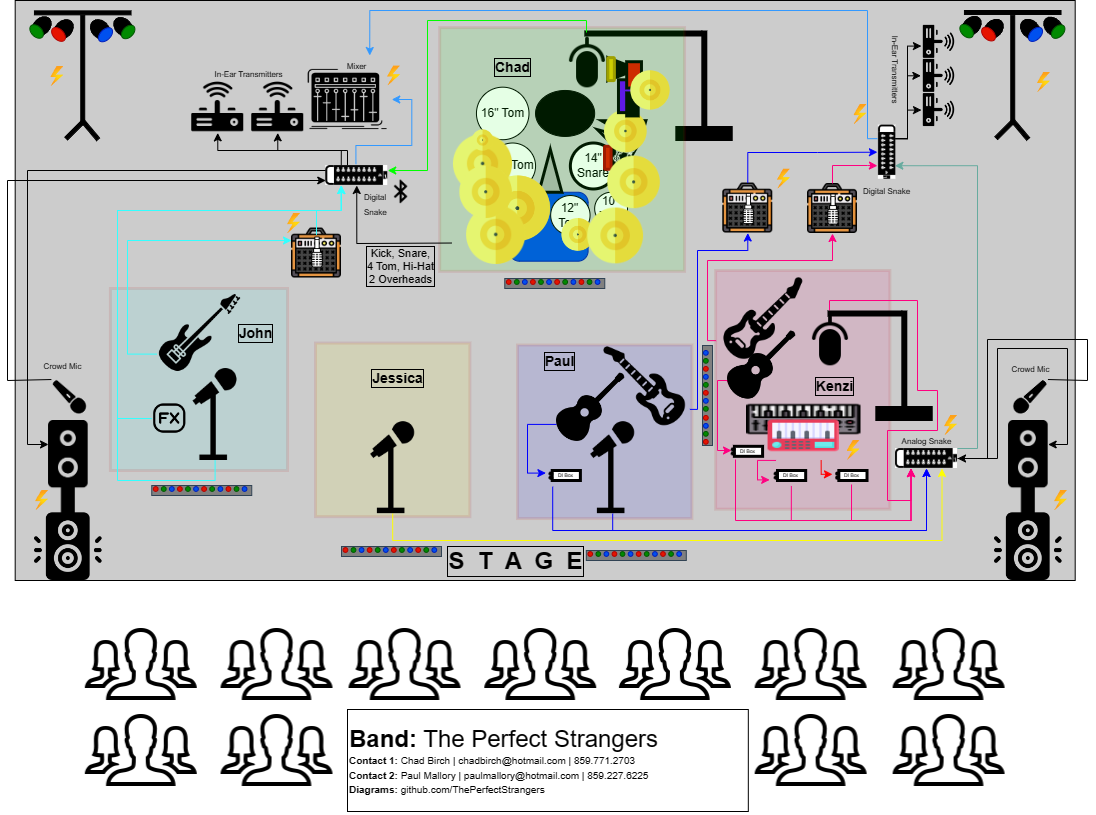 In-Ear Transmitters
Mixer
Chad
In-Ear Transmitters
16" Tom
Tom
14"
Snare
10
12"
Digital
Snake
Digital Snake
Kick, Snare,
4 Tom, Hi-Hat
2 Overheads
John
Crowd Mic
FX
Jessica
Paul
Kenzi
Crowd Mic
Analog Snake
DI Box
DI Box
DI Box
DI Box
S T A G E
Band: The Perfect Strangers
Contact 1: Chad Birch | chadbirch@hotmail.com | 859.771.2703
Contact 2: Paul Mallory | paulmallory@hotmail.com | 859.227.6225
Diagrams: github.com/ThePerfectStrangers